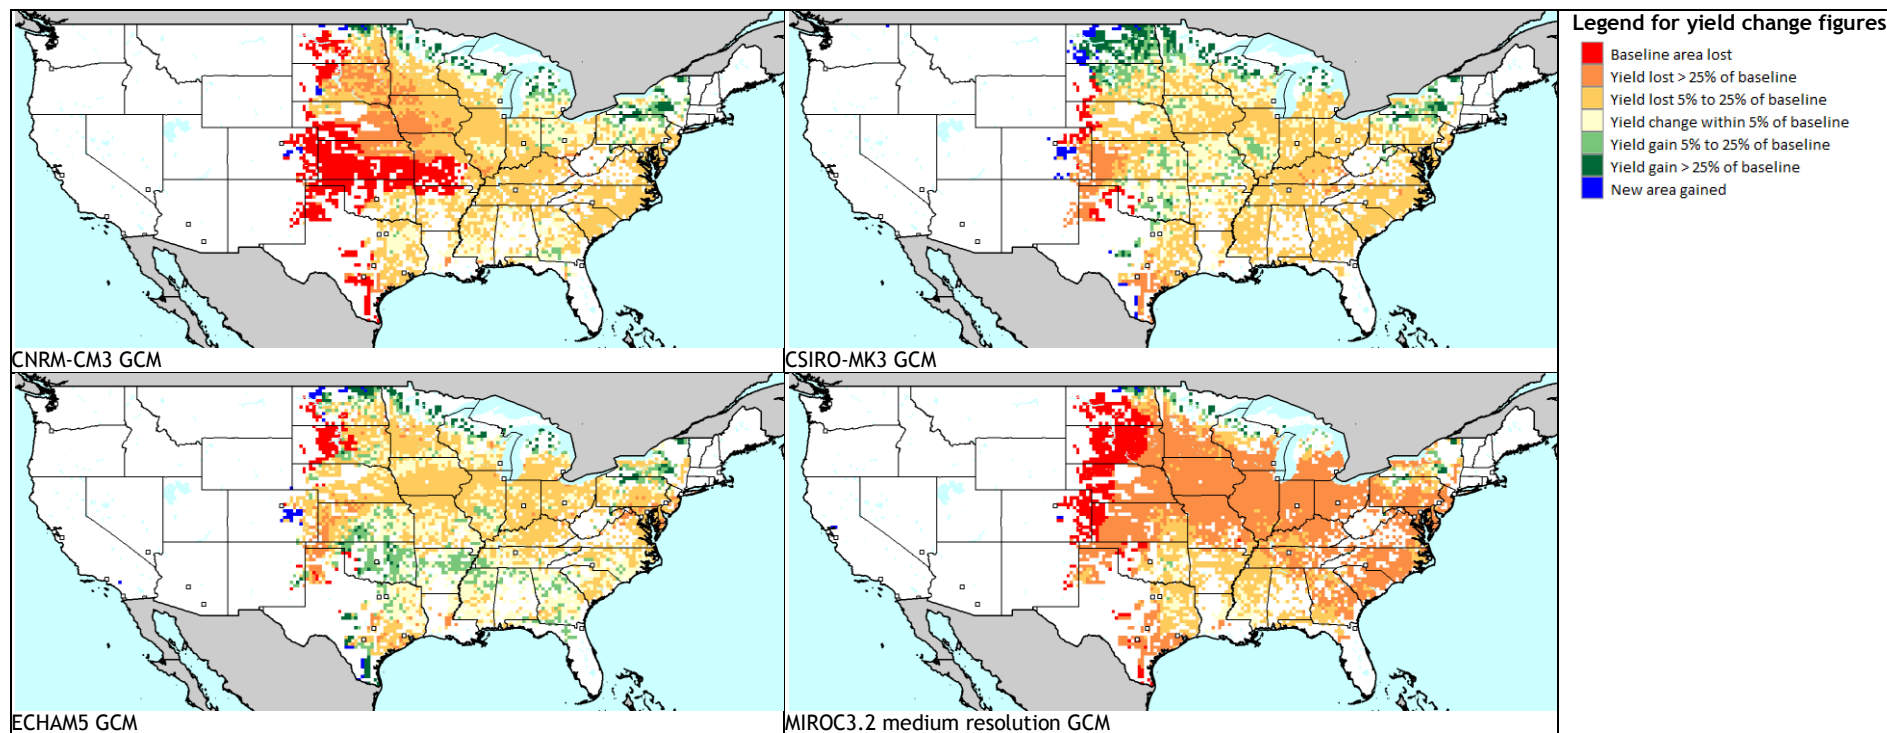 Legend for yield change figures
Baseline area lost
Yield lost > 25% of baseline
Yield lost 5% to 25% of baseline
Yield change within 5% of baseline
Yield gain 5% to 25% of baseline
Yield gain > 25% of baseline
New area gained
CNRM-CM3 GCM
CSIRO-MK3 GCM
ECHAM5 GCM
MIROC3.2 medium resolution GCM